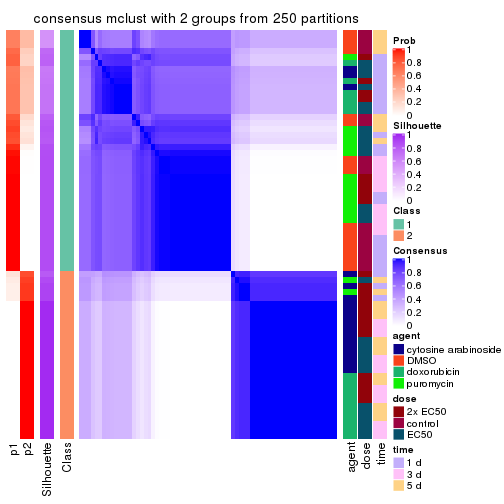 consensus mclust with 2 groups from 250 partitions
Prob
1
0.8
0.6
0.4
0.2
0
Silhouette
1
0.8
0.6
0.4
0.2
0
Class
1
2
Consensus
1
0.8
0.6
0.4
0.2
0
agent
cytosine arabinoside
DMSO
doxorubicin
puromycin
dose
2x EC50
control
EC50
time
1 d
3 d
5 d
p1
p2
Silhouette
Class
agent
dose
time